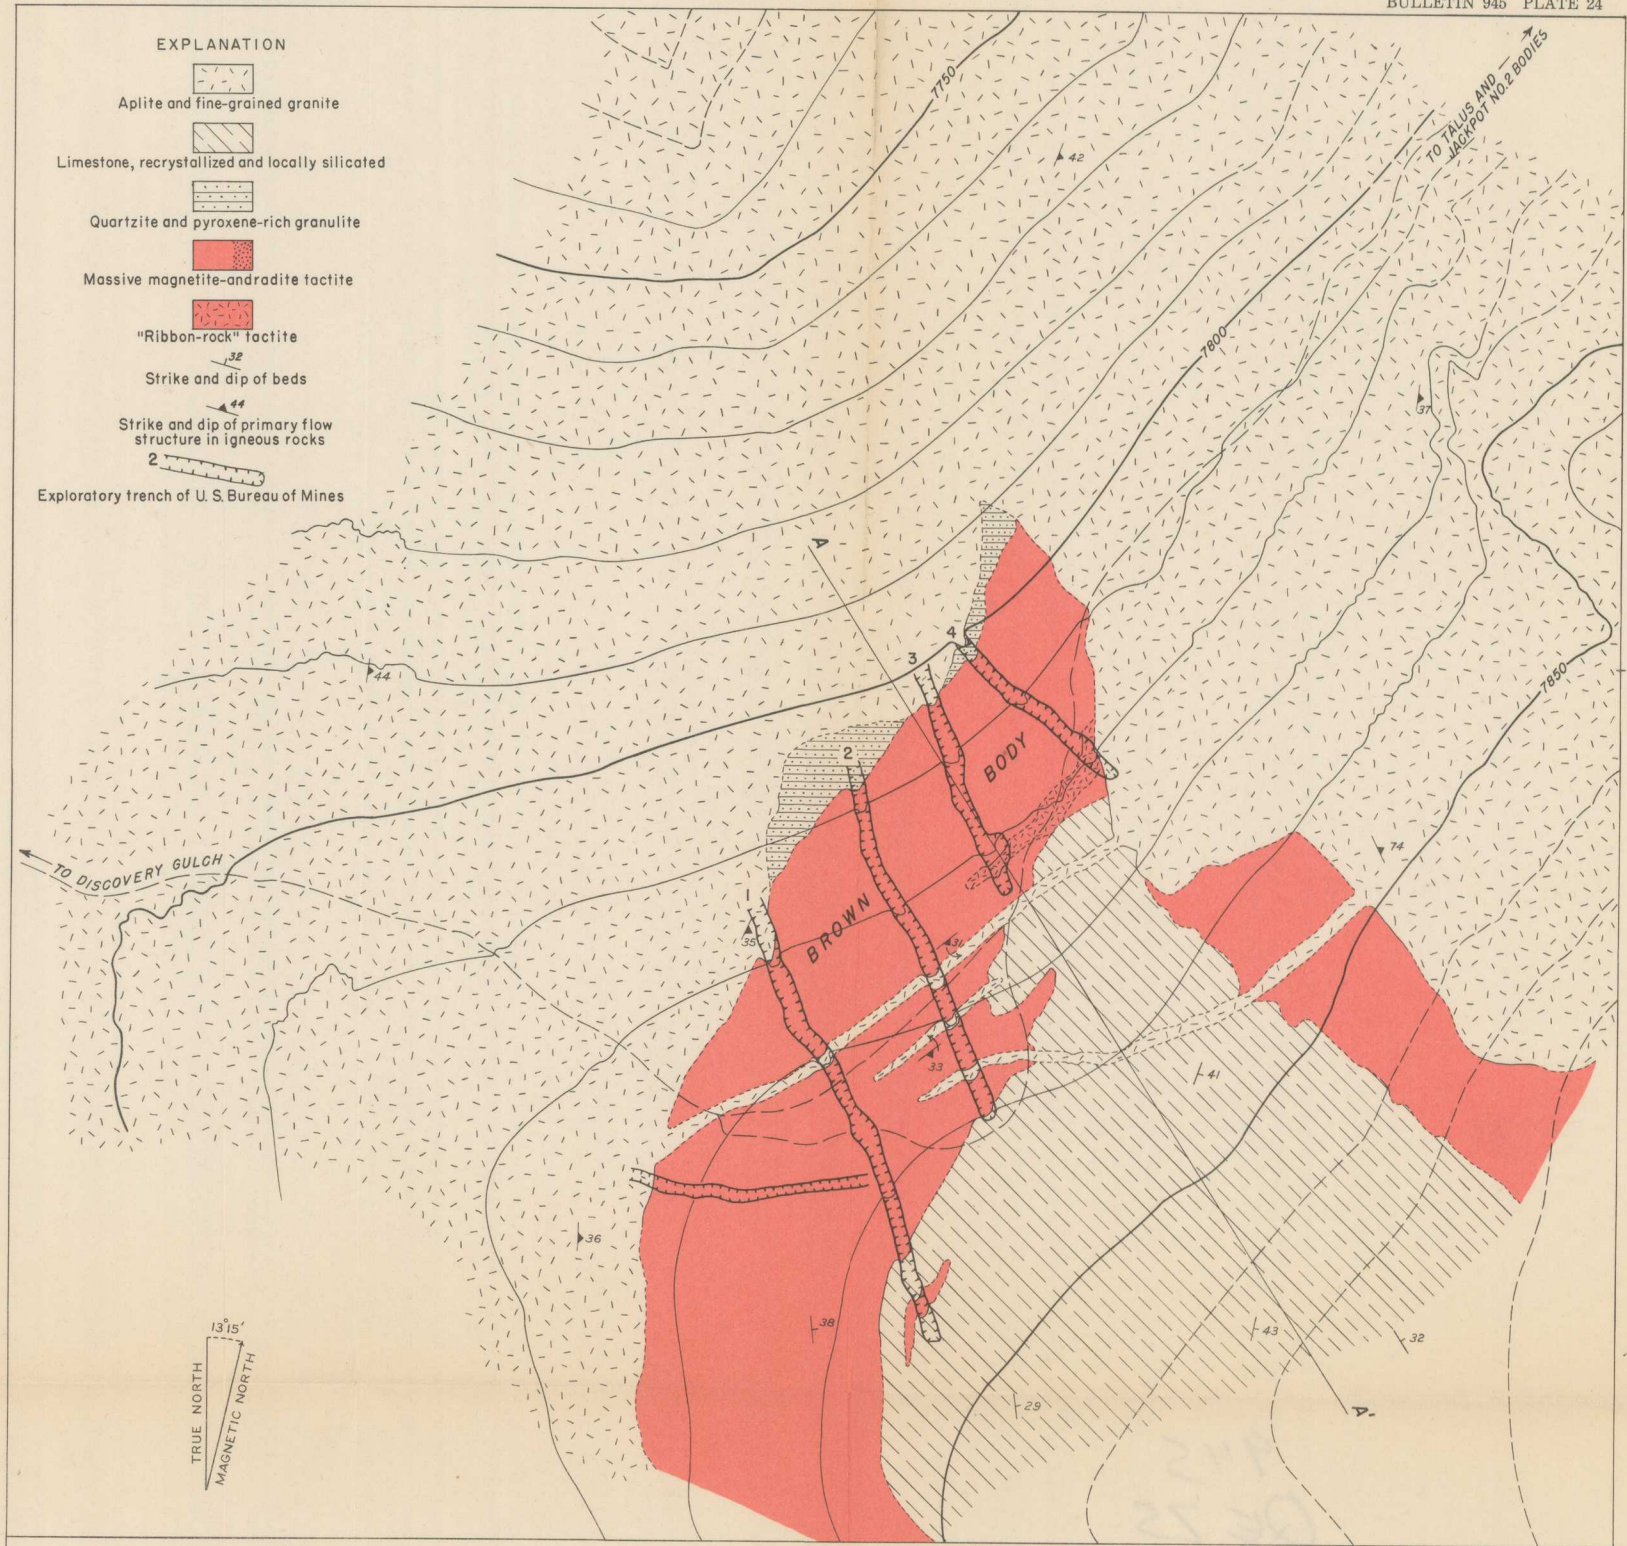 BULLETIN 945 PLATE 24
EXPLANATION
Aplite and fine-grained granite
Limestone, recrystallized and locally silicated
Quartzite and pyroxene-rich granulite
Massive magnetite-andradite tactite
"Ribbon-rock" tactite
32
Strike and dip of beds
44
Strike and dip of primary flow
structure in igneous rocks
2
Exploratory trench of U. S. Bureau of Mines
7750
TO TALUS AND
JACKPOT NO.2 BODIES
42
7800
37
A
4
3
44
7850
2
BODY
TO DISCOVERY GULCH
74
1
BROWN
35
31
33
41
36
38
43
32
29
A'
13°15'
TRUE NORTH
MAGNETIC NORTH